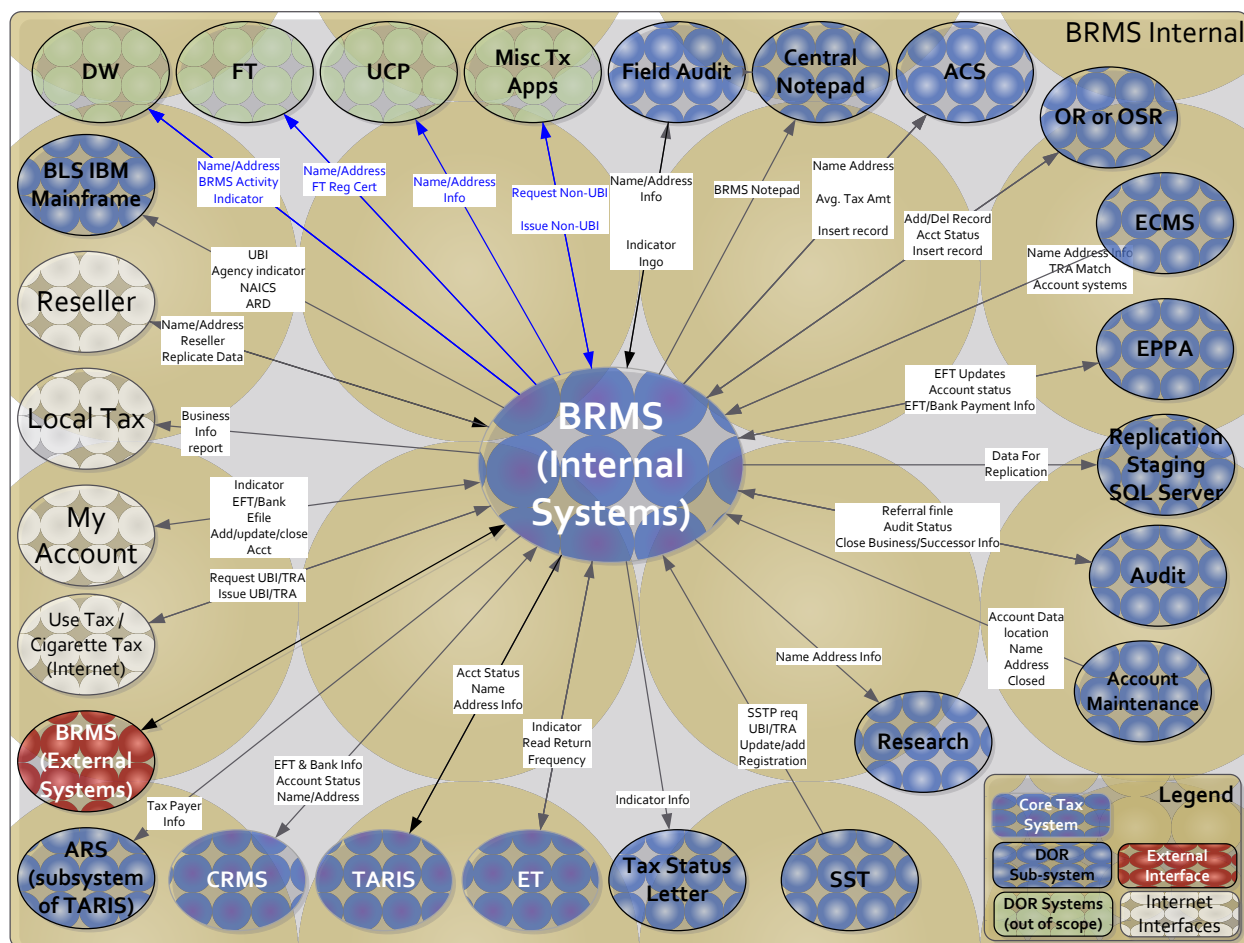 BRMS Internal
DW
FT
UCP
Misc Tx
Apps
Field Audit
Central
Notepad
ACS
OR or OSR
BLS IBM
Mainframe
Name/Address
BRMS Activity
Indicator
Name/Address
FT Reg Cert
Name/Address
Info
Request Non-UBI
Issue Non-UBI
Name/Address
Info
Indicator
Ingo
BRMS Notepad
Name Address
Avg. Tax Amt
Insert record
Add/Del Record
Acct Status
Insert record
ECMS
Name Address Info
TRA Match
Account systems
UBI
Agency indicator
NAICS
ARD
Reseller
Name/Address
Reseller
Replicate Data
EPPA
EFT Updates
Account status
EFT/Bank Payment Info
Local Tax
Business
Info
report
BRMS
(Internal
Systems)
Replication
Staging
SQL Server
Data For
Replication
My
Account
Indicator
EFT/Bank
Efile
Add/update/close
Acct
Referral finle
Audit Status
Close Business/Successor Info
Audit
Request UBI/TRA
Issue UBI/TRA
Use Tax /
Cigarette Tax
(Internet)
Account Data
location
Name
Address
Closed
Account
Maintenance
Name Address Info
Acct Status
Name
Address Info
BRMS
(External
Systems)
Indicator
Read Return
Frequency
SSTP req
UBI/TRA
Update/add
Registration
Research
EFT & Bank Info
Account Status
Name/Address
Tax Payer
Info
Indicator Info
ARS
(subsystem
of TARIS)
CRMS
TARIS
ET
Tax Status
Letter
SST
Legend
Core Tax
System
DOR
Sub-system
External
Interface
DOR Systems
(out of scope)
Internet
Interfaces